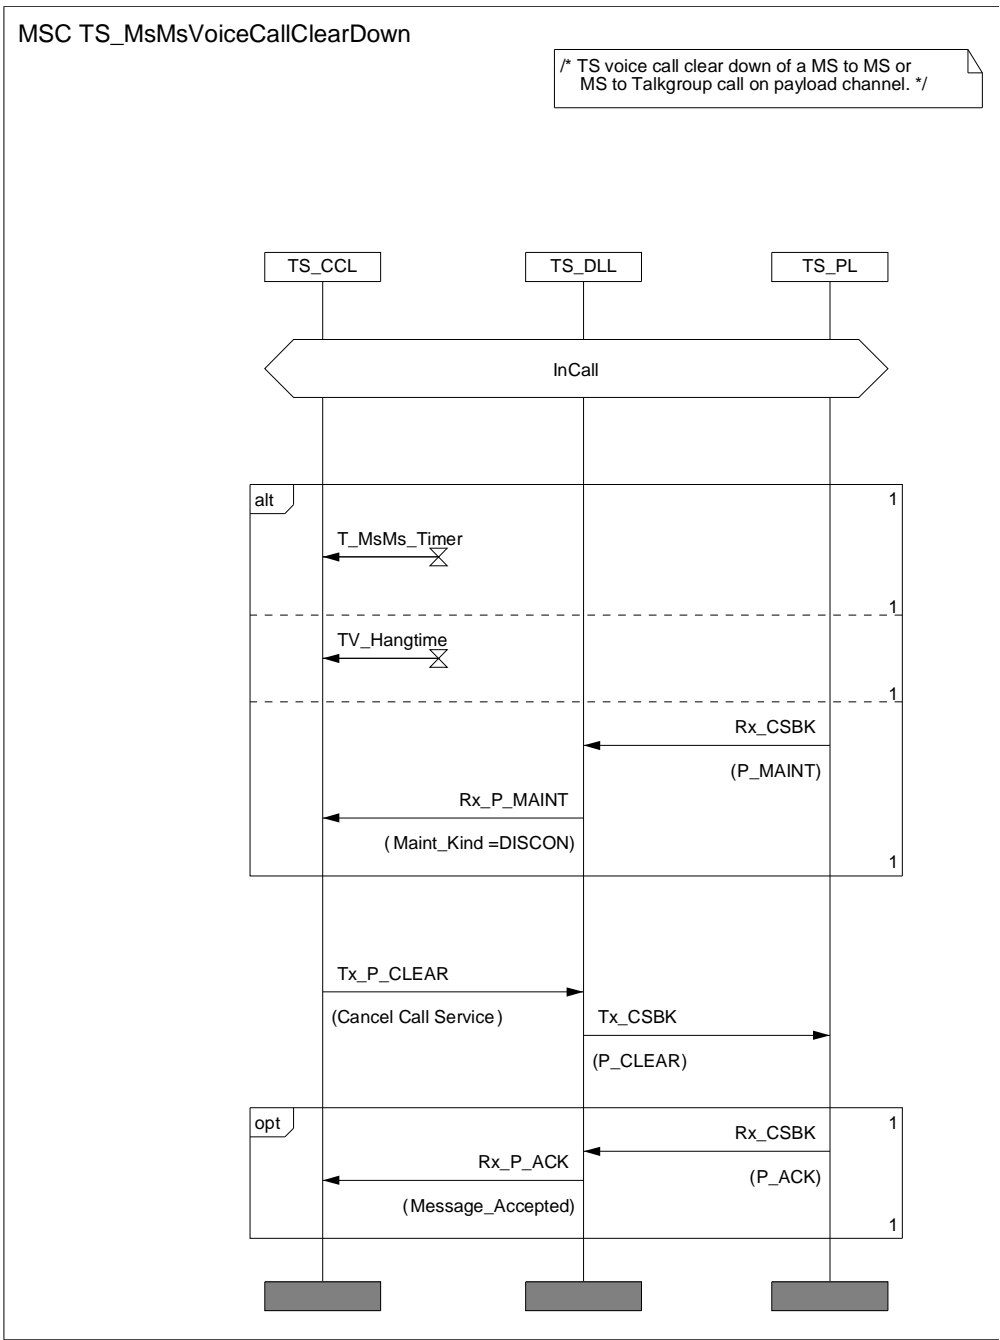 MSC TS_MsMsVoiceCallClearDown
/* TS voice call clear down of a MS to MS or
MS to Talkgroup call on payload channel. */
TS_CCL
TS_DLL
TS_PL
InCall
alt
1
T_MsMs_Timer
1
TV_Hangtime
1
Rx_CSBK
(P_MAINT)
Rx_P_MAINT
(Maint_Kind =DISCON)
1
Tx_P_CLEAR
(Cancel Call Service)
Tx_CSBK
(P_CLEAR)
opt
1
Rx_CSBK
(P_ACK)
Rx_P_ACK
(Message_Accepted)
1